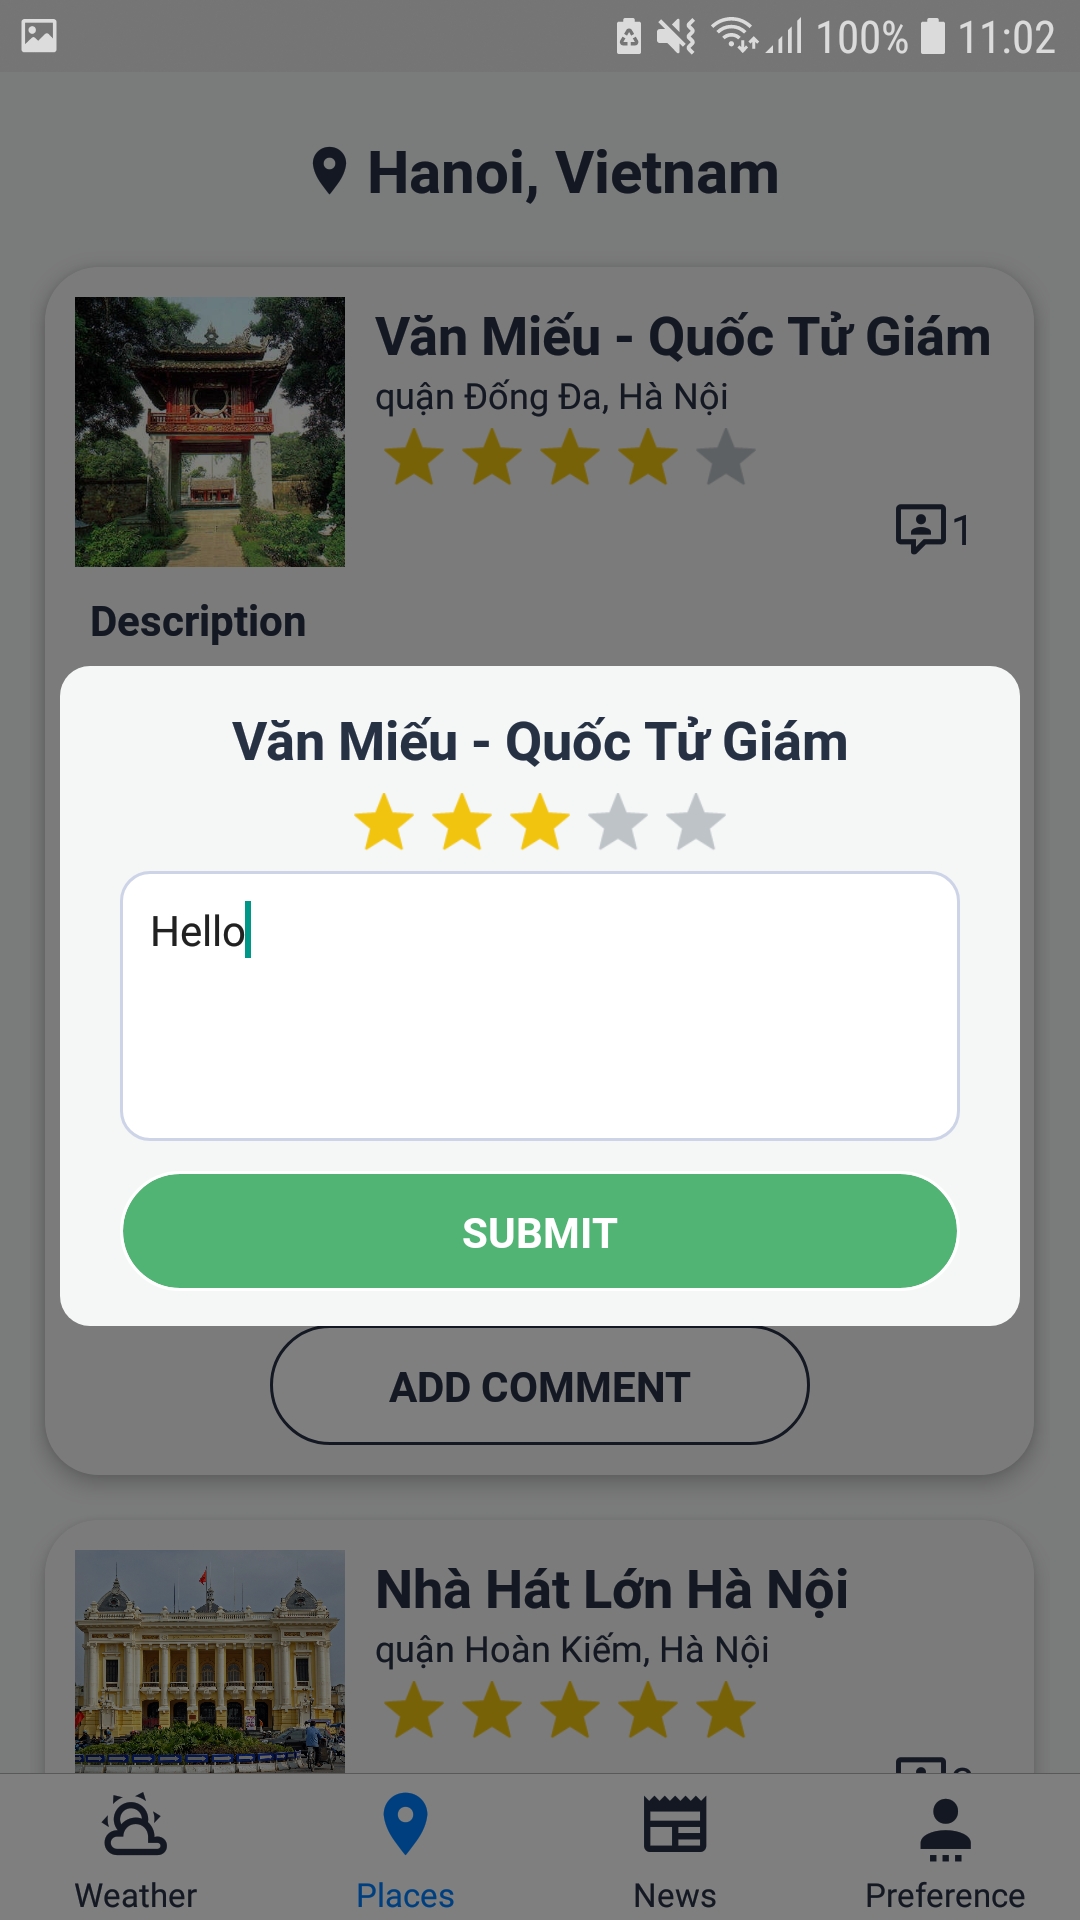 100% 11:02
Hanoi, Vietnam
Văn Miếu - Quốc Tử Giám
quận Đống Đa, Hà Nội
1
Description
Văn Miếu - Quốc Tử Giám
Hello
SUBMIT
ADD COMMENT
Nhà Hát Lớn Hà Nội
quận Hoàn Kiếm, Hà Nội
Weather Places News Preference